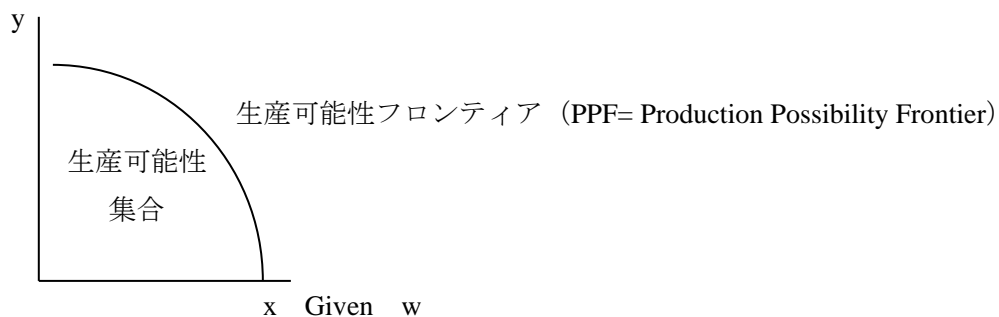 y
生産可能性フロンティア（PPF= Production Possibility Frontier）
生産可能性
集合
x Given w